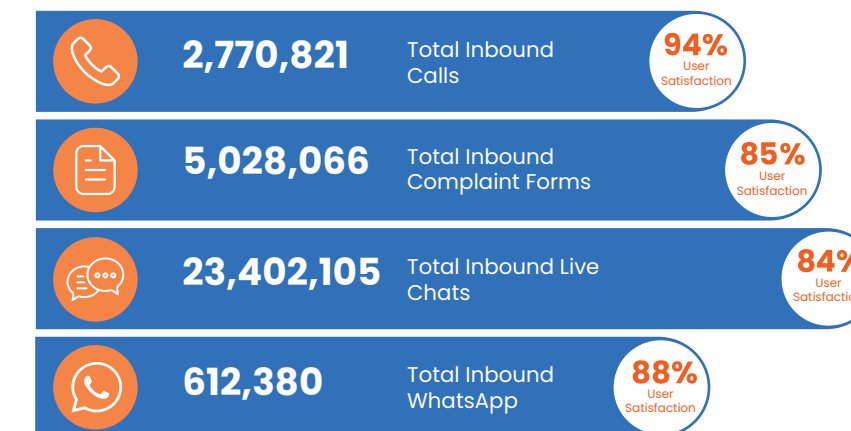 2,770,821
Total Inbound
Calls
94%
User
Satisfaction
5,028,066
Total Inbound
Complaint Forms
85%
User
Satisfaction
23,402,105
Total Inbound Live
Chats
84%
User
612,380
Total Inbound
WhatsApp
88%
User
Satisfaction